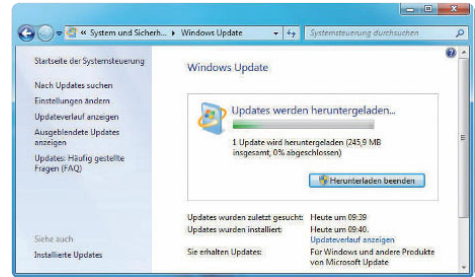 « System und Sicherh... ▸ Windows Update
Systemsteuerung durchsuchen
Startseite der Systemsteuerung
Nach Updates suchen
Einstellungen ändern
Updateverlauf anzeigen
Ausgeblendete Updates
anzeigen
Updates: Häufig gestellte
Fragen (FAQ)
Siehe auch
Installierte Updates
Windows Update
Updates werden heruntergeladen...
1 Update wird heruntergeladen (245,9 MB
insgesamt, 0% abgeschlossen)
Herunterladen beenden
Updates wurden zuletzt gesucht: Heute um 09:39
Updates wurden installiert: Heute um 09:40.
Updateverlauf anzeigen
Sie erhalten Updates: Für Windows und andere Produkte
von Microsoft Update